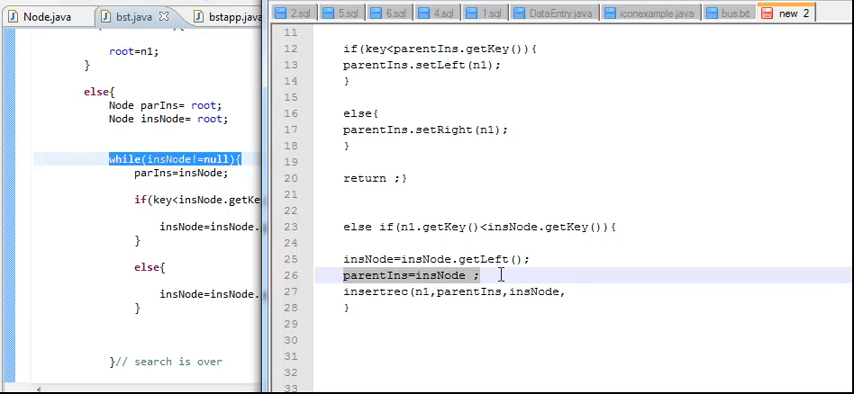 Node.java bst.java bstapp.java
root=n1;
}
else{
Node parIns= root;
Node insNode= root;
while(insNode!=null){
parIns=insNode;
if(key<insNode.getKe
insNode=insNode.
}
else{
insNode=insNode.
}
}// search is over
2.sql 5.sql 6.sql 4.sql 1.sql DataEntry.java iconexample.java bus.txt new 2
11
12 if(key<parentIns.getKey()){
13 parentIns.setLeft(n1);
14 }
15
16 else{
17 parentIns.setRight(n1);
18 }
19
20 return ;}
21
22
23 else if(n1.getKey()<insNode.getKey()){
24
25 insNode=insNode.getLeft();
26 parentIns=insNode ;
27 insertrec(n1,parentIns,insNode,
28 }
29
30
31
32
33